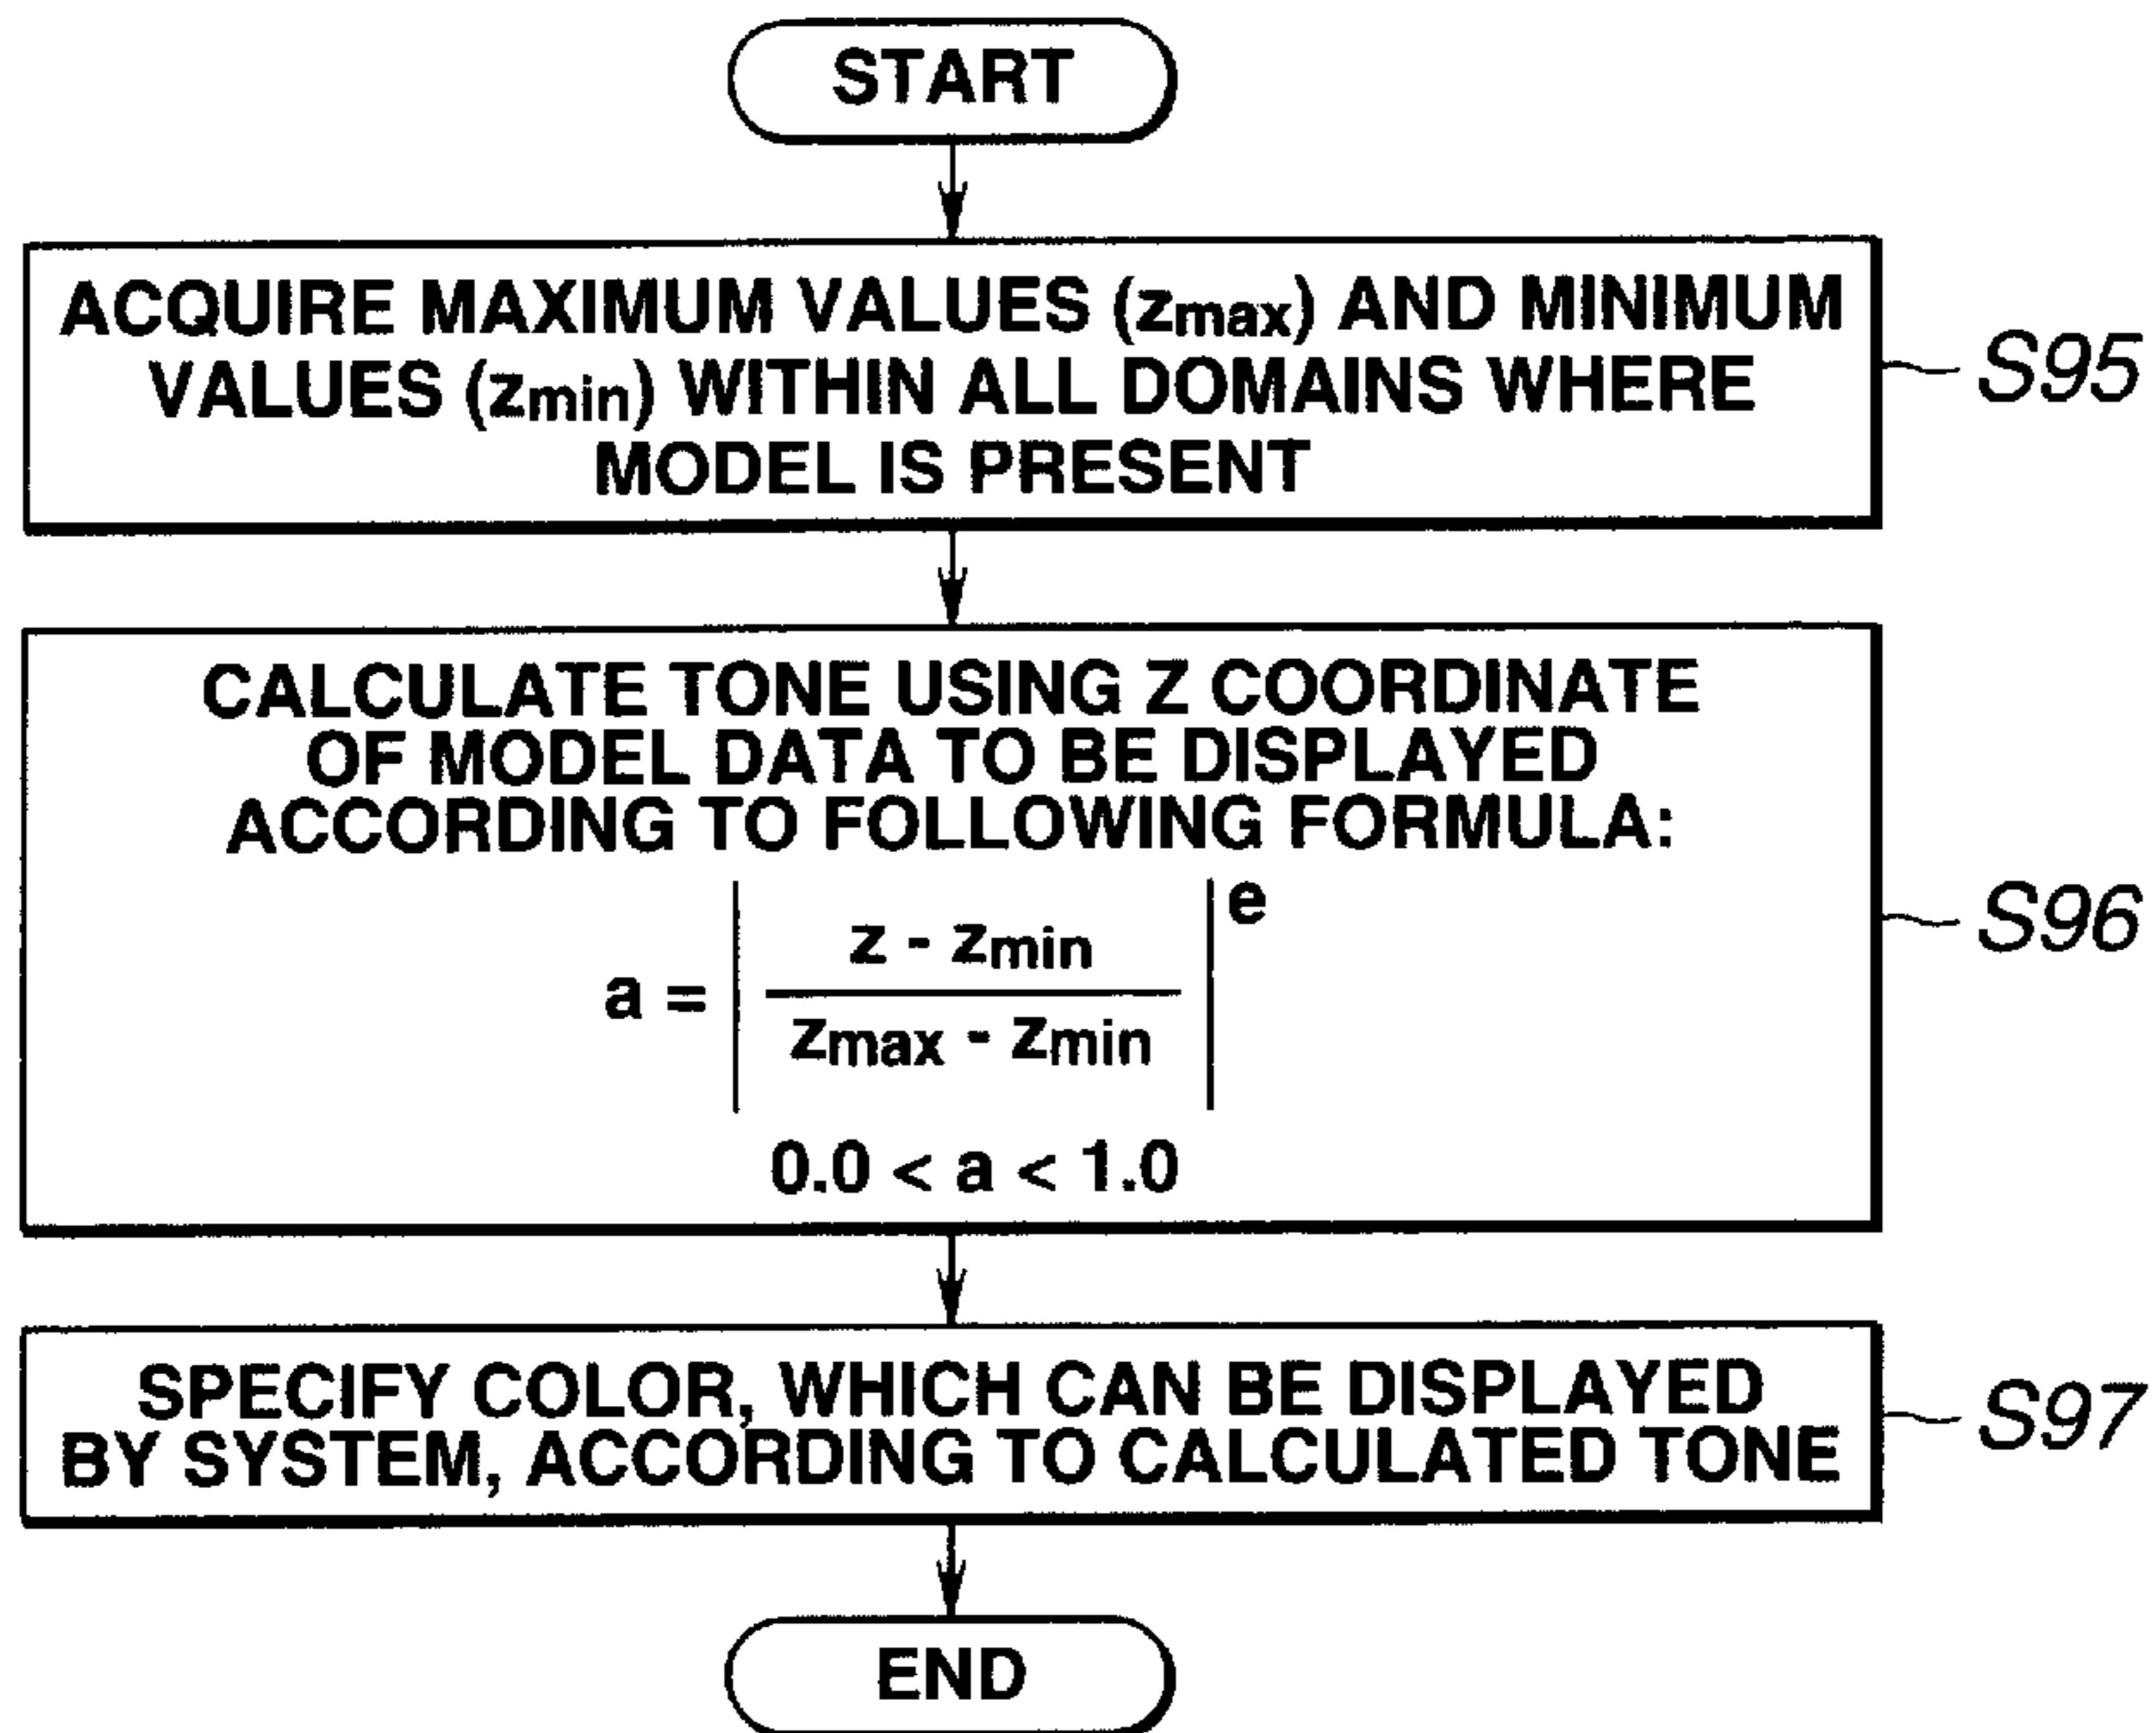 START
ACQUIRE MAXIMUM VALUES (zmax) AND MINIMUM
VALUES (zmin) WITHIN ALL DOMAINS WHERE
MODEL IS PRESENT
S95
CALCULATE TONE USING Z COORDINATE
OF MODEL DATA TO BE DISPLAYED
ACCORDING TO FOLLOWING FORMULA:
a = | (z - zmin) / (zmax - zmin) |^e
0.0 < a < 1.0
S96
SPECIFY COLOR, WHICH CAN BE DISPLAYED
BY SYSTEM, ACCORDING TO CALCULATED TONE
S97
END